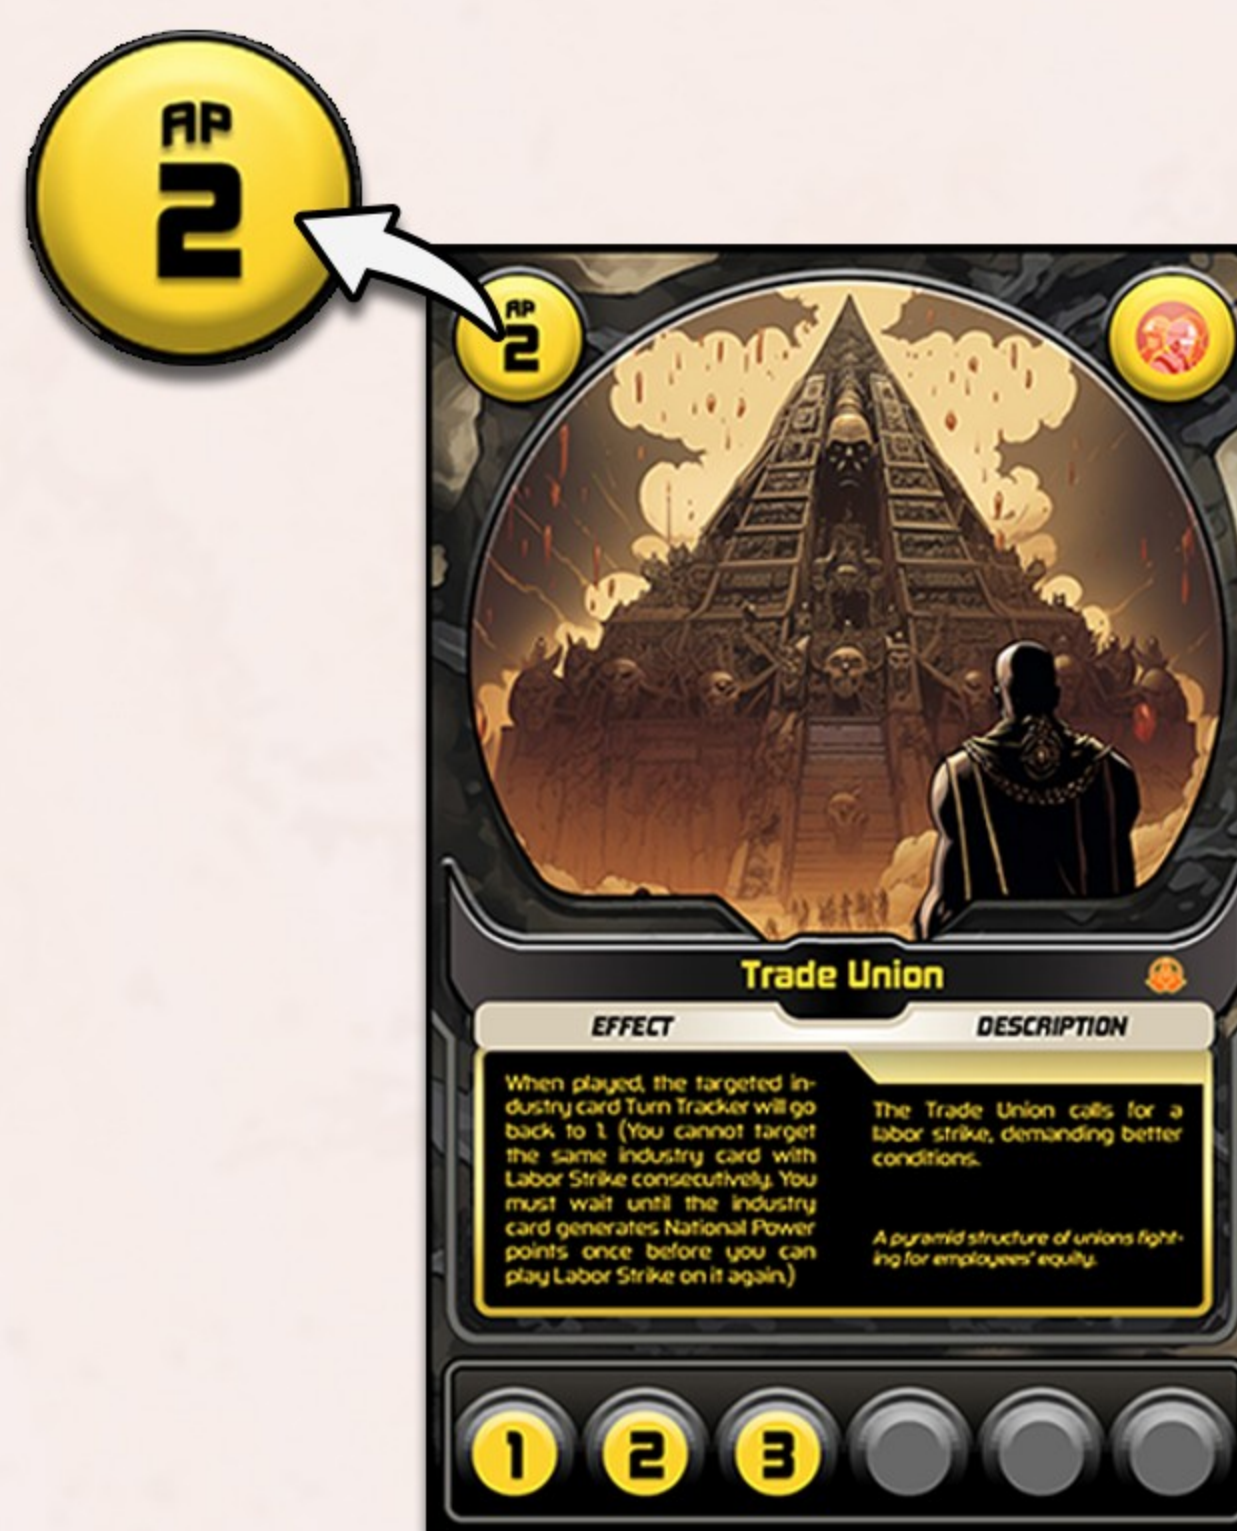 AP
2
AP
2
Trade Union
EFFECT
DESCRIPTION
When played, the targeted in-
dustry card Turn Tracker will go
back to 1. (You cannot target
the same industry card with
Labor Strike consecutively. You
must wait until the industry
card generates National Power
points once before you can
play Labor Strike on it again.)
The Trade Union calls for a
labor strike, demanding better
conditions.
A pyramid structure of unions fight-
ing for employees' equity.
1 2 3